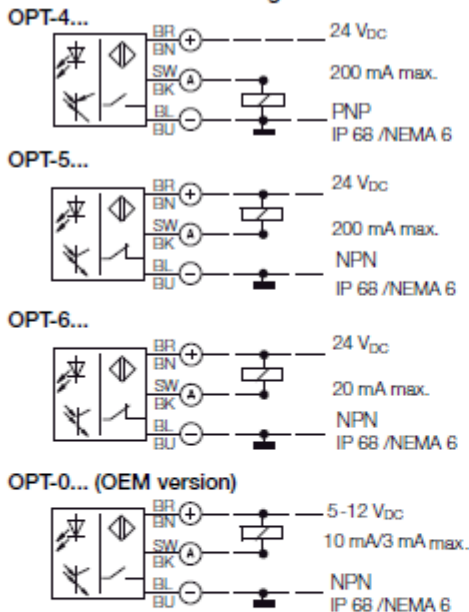 OPT-4...
BR + 24 VDC
BN
SW A 200 mA max.
BK
BL - PNP
BU IP 68 /NEMA 6
OPT-5...
BR + 24 VDC
BN
SW A 200 mA max.
BK
BL - NPN
BU IP 68 /NEMA 6
OPT-6...
BR + 24 VDC
BN
SW A 20 mA max.
BK
BL - NPN
BU IP 68 /NEMA 6
OPT-0... (OEM version)
BR + 5-12 VDC
BN
SW A 10 mA/3 mA max.
BK
BL - NPN
BU IP 68 /NEMA 6